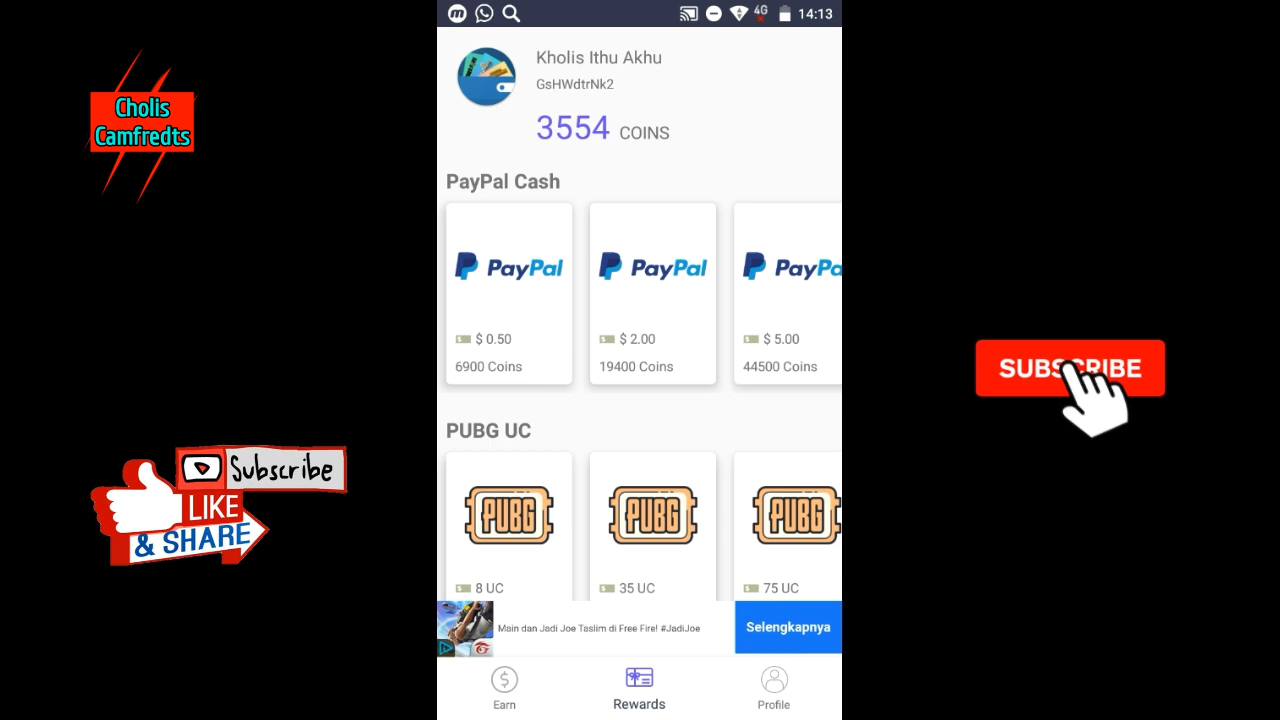 Cholis
Camfredts
4G
14:13
Kholis Ithu Akhu
GsHWdtrNk2
3554 COINS
PayPal Cash
PayPal
PayPal
PayPa
$ 0.50
$ 2.00
$ 5.00
6900 Coins
19400 Coins
44500 Coins
PUBG UC
PUBG
PUBG
PUBG
8 UC
35 UC
75 UC
Main dan Jadi Joe Taslim di Free Fire! #JadiJoe
Selengkapnya
Earn
Rewards
Profile
Subscribe
LIKE
& SHARE
SUBSCRIBE